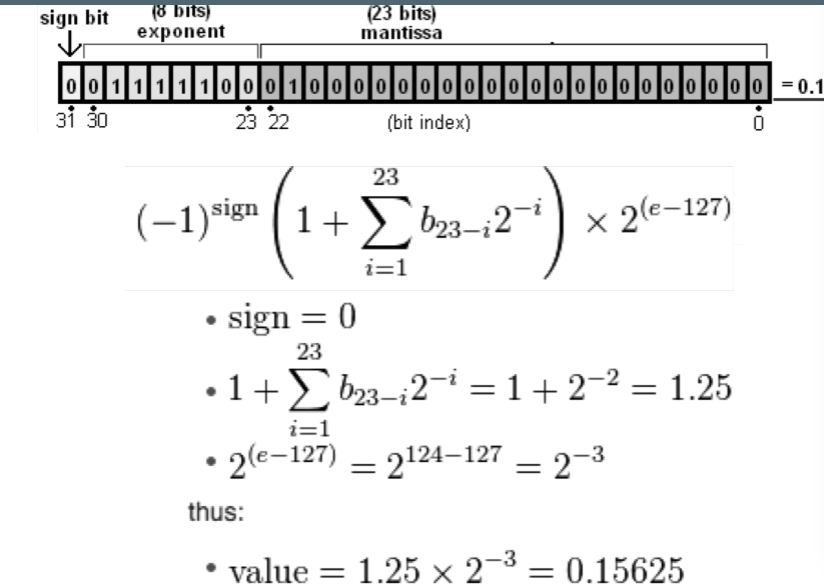 sign bit (8 bits) (23 bits)
exponent mantissa
0 0 1 1 1 1 1 0 0 0 1 0 0 0 0 0 0 0 0 0 0 0 0 0 0 0 0 0 0 0 0 0 = 0.1
31 30 23 22 (bit index) 0
(−1)^sign (1 + ∑_{i=1}^{23} b_{23−i} 2^{−i}) × 2^{(e−127)}
• sign = 0
• 1 + ∑_{i=1}^{23} b_{23−i} 2^{−i} = 1 + 2^{−2} = 1.25
• 2^{(e−127)} = 2^{124−127} = 2^{−3}
thus:
• value = 1.25 × 2^{−3} = 0.15625